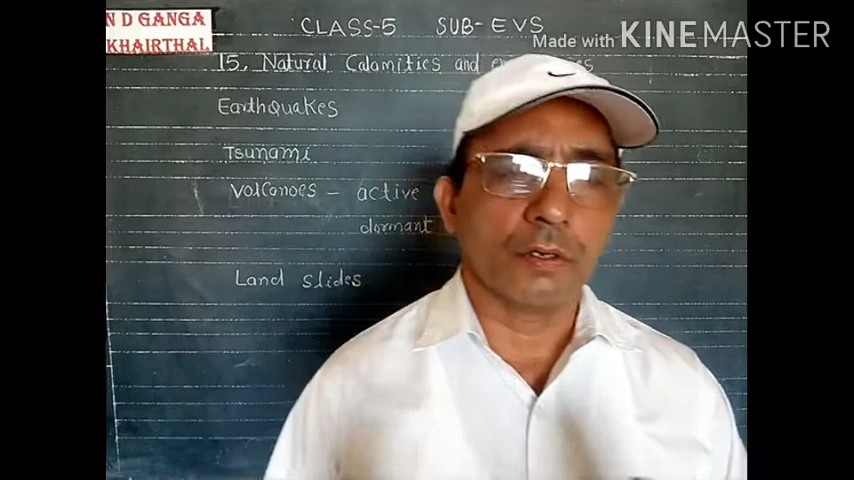 N D GANGA
KHAIRTHAL
CLASS-5 SUB- EVS
Made with KINEMASTER
15. Natural Calamities and
Earthquakes
Tsunami
volcanoes - active
dormant
Land slides